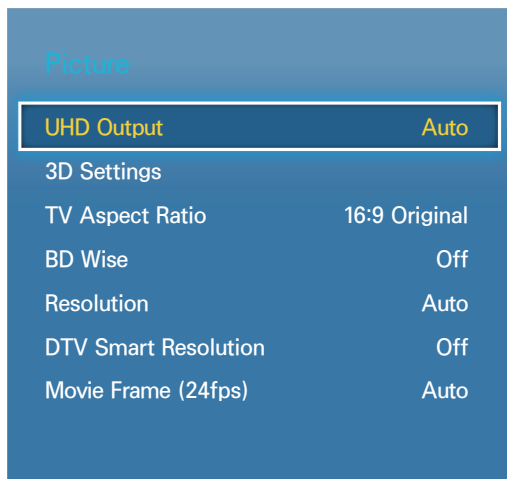 Picture
UHD Output Auto
3D Settings
TV Aspect Ratio 16:9 Original
BD Wise Off
Resolution Auto
DTV Smart Resolution Off
Movie Frame (24fps) Auto